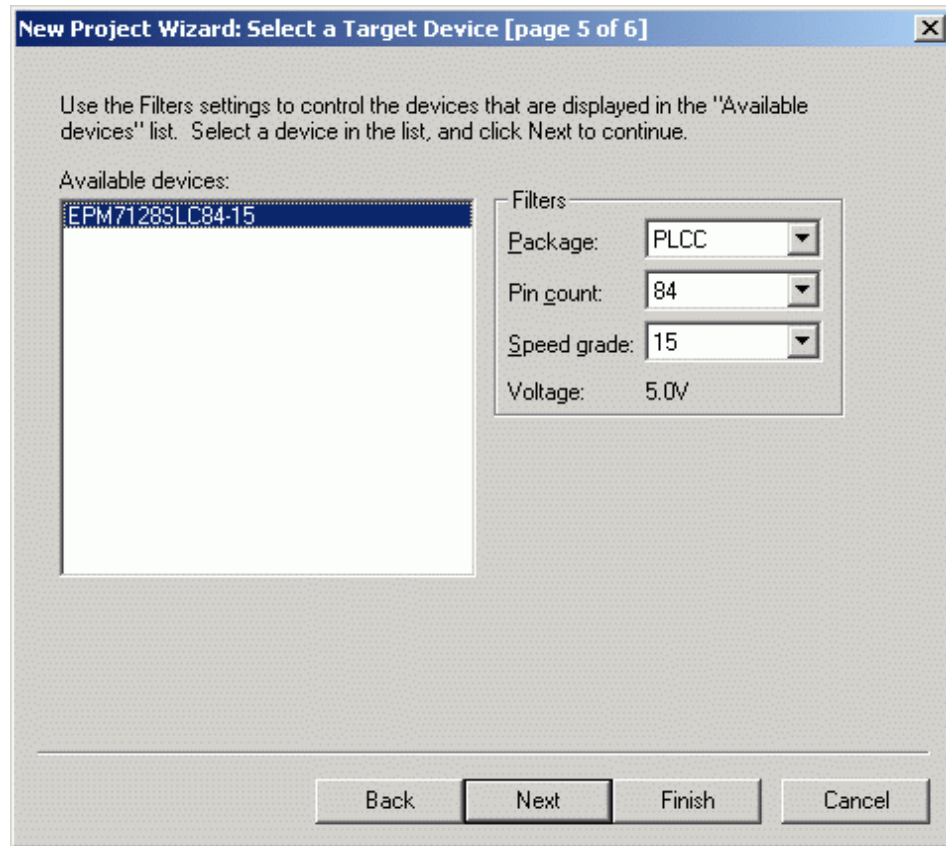 New Project Wizard: Select a Target Device [page 5 of 6]
Use the Filters settings to control the devices that are displayed in the "Available
devices" list. Select a device in the list, and click Next to continue.
Available devices:
EPM7128SLC84-15
Filters
Package: PLCC
Pin count: 84
Speed grade: 15
Voltage: 5.0V
Back Next Finish Cancel